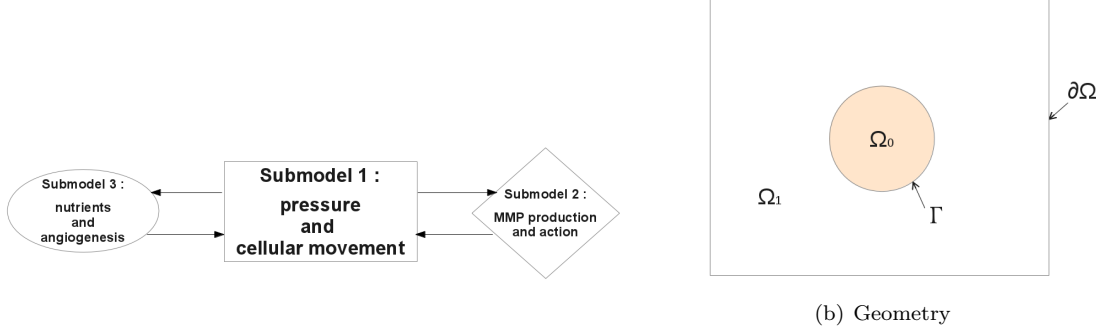 Submodel 3 :
nutrients
and
angiogenesis
Submodel 1 :
pressure
and
cellular movement
Submodel 2 :
MMP production
and action
∂Ω
Ω₀
Ω₁
Γ
(b) Geometry